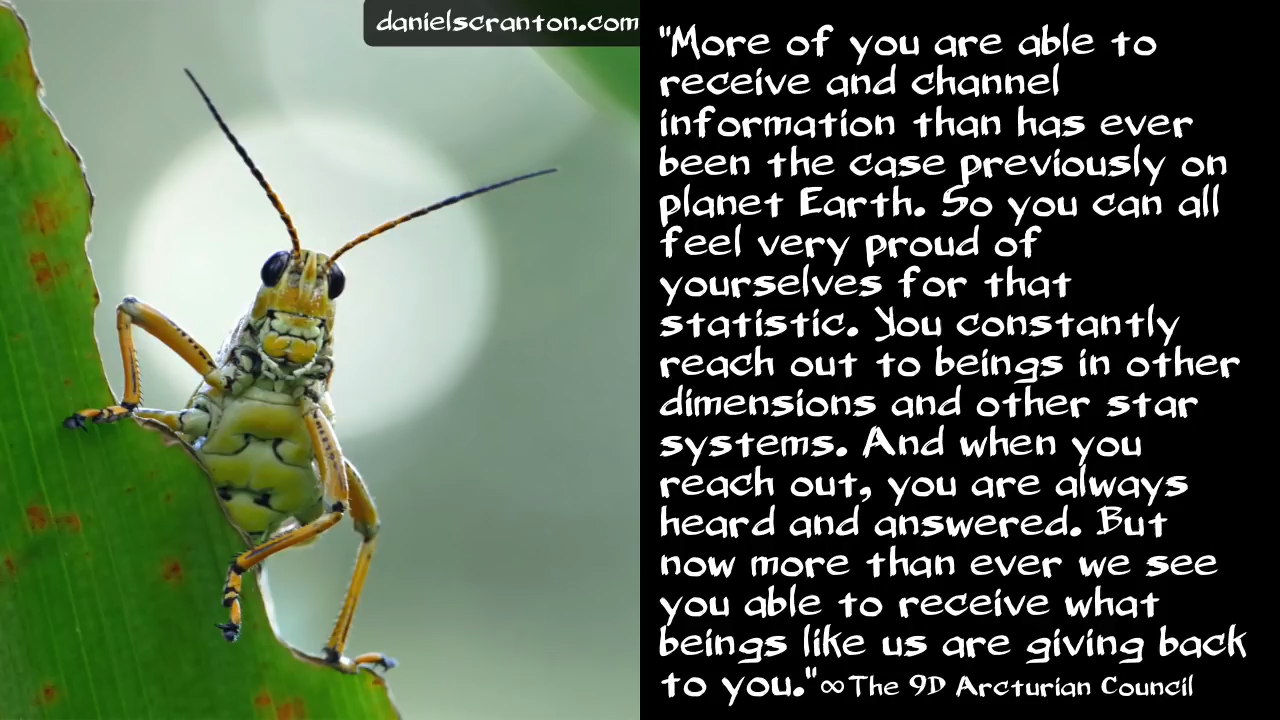 danielscranton.com
"More of you are able to
receive and channel
information than has ever
been the case previously on
planet Earth. So you can all
feel very proud of
yourselves for that
statistic. You constantly
reach out to beings in other
dimensions and other star
systems. And when you
reach out, you are always
heard and answered. But
now more than ever we see
you able to receive what
beings like us are giving back
to you."∞The 9D Arcturian Council